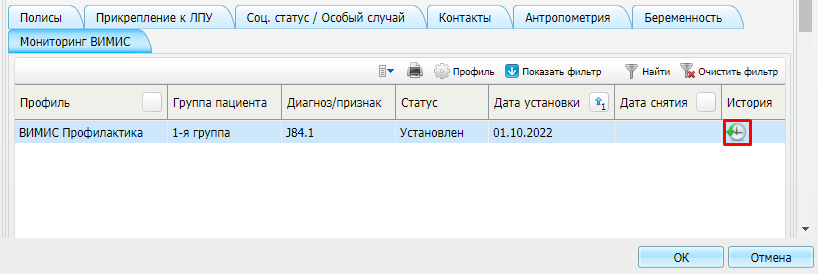 Полисы Прикрепление к ЛПУ Соц. статус / Особый случай Контакты Антропометрия Беременность
Мониторинг ВИМИС
Профиль Показать фильтр Найти Очистить фильтр
Профиль Группа пациента Диагноз/признак Статус Дата установки 1 Дата снятия История
ВИМИС Профилактика 1-я группа J84.1 Установлен 01.10.2022
ОК Отмена